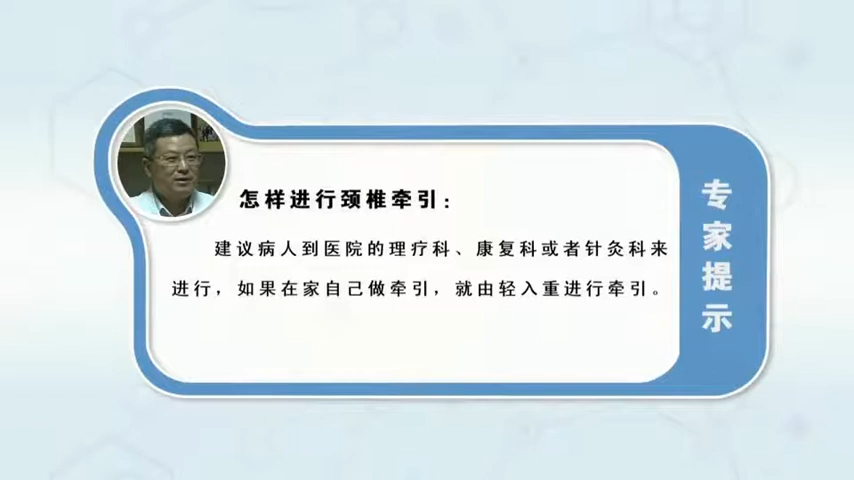 怎样进行颈椎牵引：
建议病人到医院的理疗科、康复科或者针灸科来
进行，如果在家自己做牵引，就由轻入重进行牵引。
专家提示